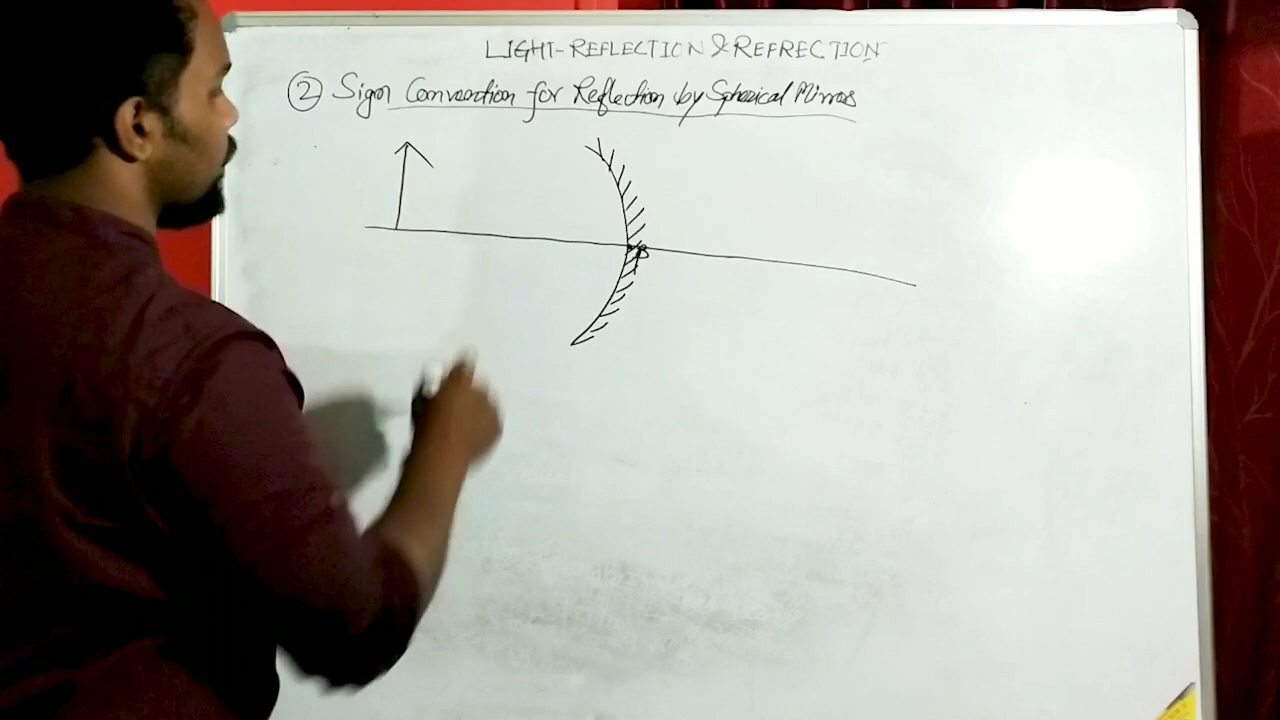 LIGHT-REFLECTION & REFRECTION
② Sign Convention for Reflection by Spherical Mirrors